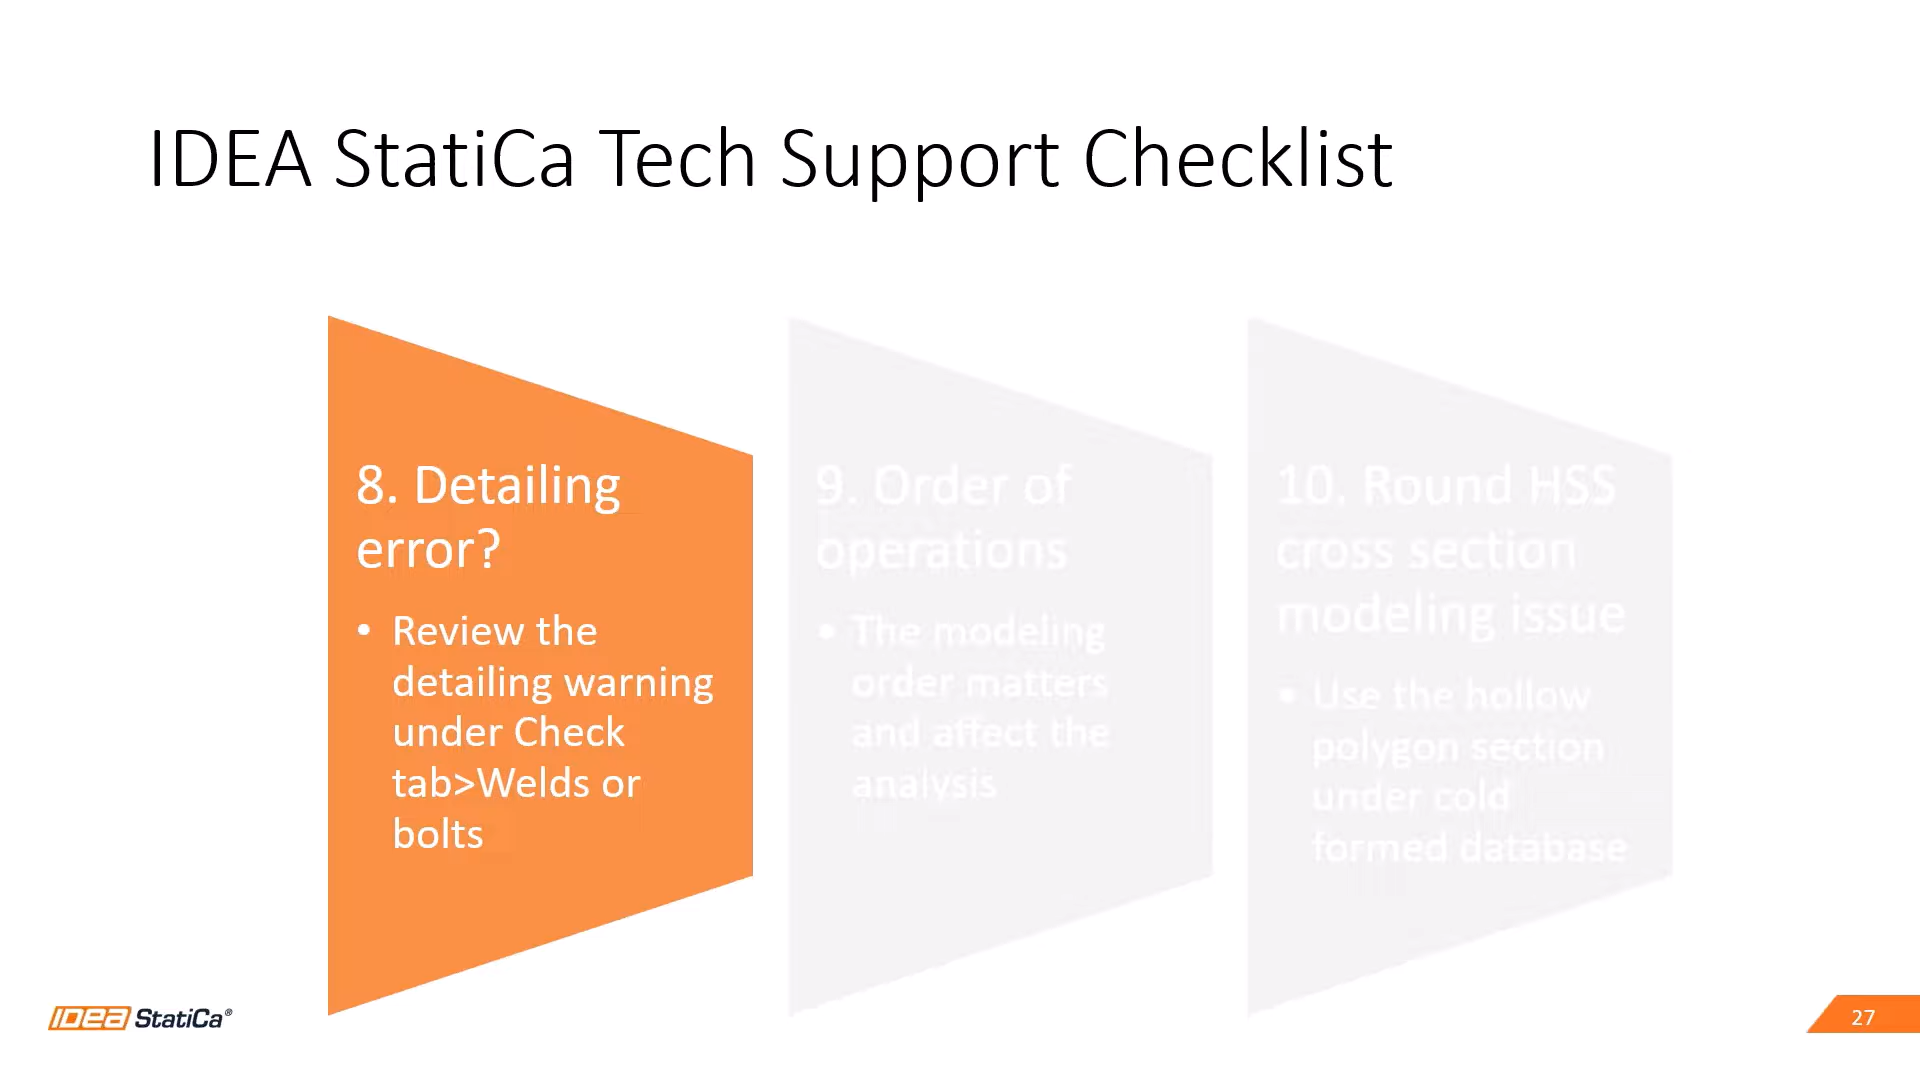 IDEA StatiCa Tech Support Checklist
8. Detailing
error?
• Review the
detailing warning
under Check
tab>Welds or
bolts
9. Order of
operations
• The modeling
order matters
and affect the
analysis
10. Round HSS
cross section
modeling issue
• Use the hollow
polygon section
under cold
formed database
IDEA StatiCa®
27